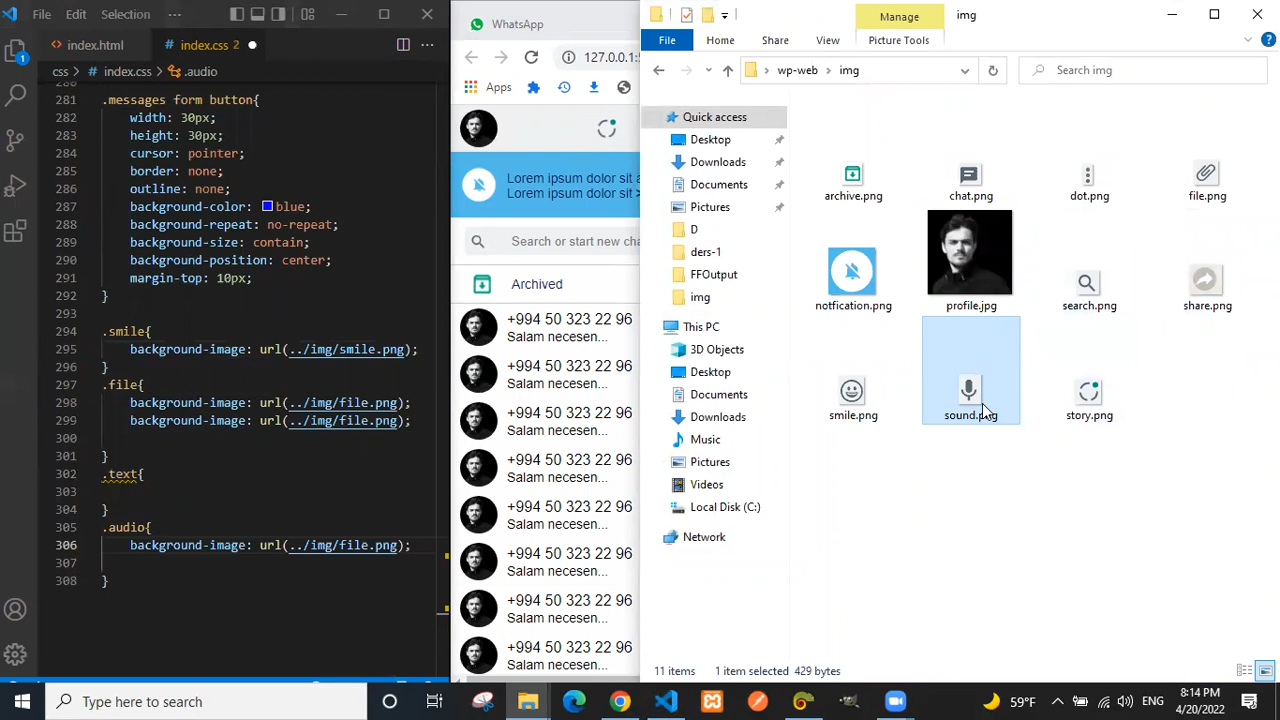 File Edit Selection ···
index.html
index.css 2
css > index.css > .audio
281 .messages form button{
282 width: 30px;
283 height: 30px;
284 cursor: pointer;
285 border: none;
286 outline: none;
287 background-color: blue;
288 background-repeat: no-repeat;
289 background-size: contain;
290 background-position: center;
291 margin-top: 10px;
292 }
293
294 .smile{
295 background-image: url(../img/smile.png);
296 }
297 .file{
298 background-image: url(../img/file.png);
299 background-image: url(../img/file.png);
300
301 }
302 .text{
303
304 }
305 .audio{
306 background-image: url(../img/file.png);
307
308 }
1
WhatsApp
127.0.0.1:5
Apps
Lorem ipsum dolor sit a
Lorem ipsum dolor sit >
Search or start new cha
Archived
+994 50 323 22 96
Salam necesen...
+994 50 323 22 96
Salam necesen...
+994 50 323 22 96
Salam necesen...
+994 50 323 22 96
Salam necesen...
+994 50 323 22 96
Salam necesen...
+994 50 323 22 96
Salam necesen...
+994 50 323 22 96
Salam necesen...
+994 50 323 22 96
Salam necesen...
Manage
img
File Home Share View Picture Tools
wp-web > img
Search img
Quick access
Desktop
Downloads
Documents
Pictures
D
ders-1
FFOutput
img
This PC
3D Objects
Desktop
Documents
Downloads
Music
Pictures
Videos
Local Disk (C:)
Network
archive.png chat.png dot.png file.png
notfication.png profile.jpg search.png share.png
smile.png sound.png story.png
11 items 1 item selected 429 bytes
Type here to search
59°F
ENG
8:14 PM
4/20/2022